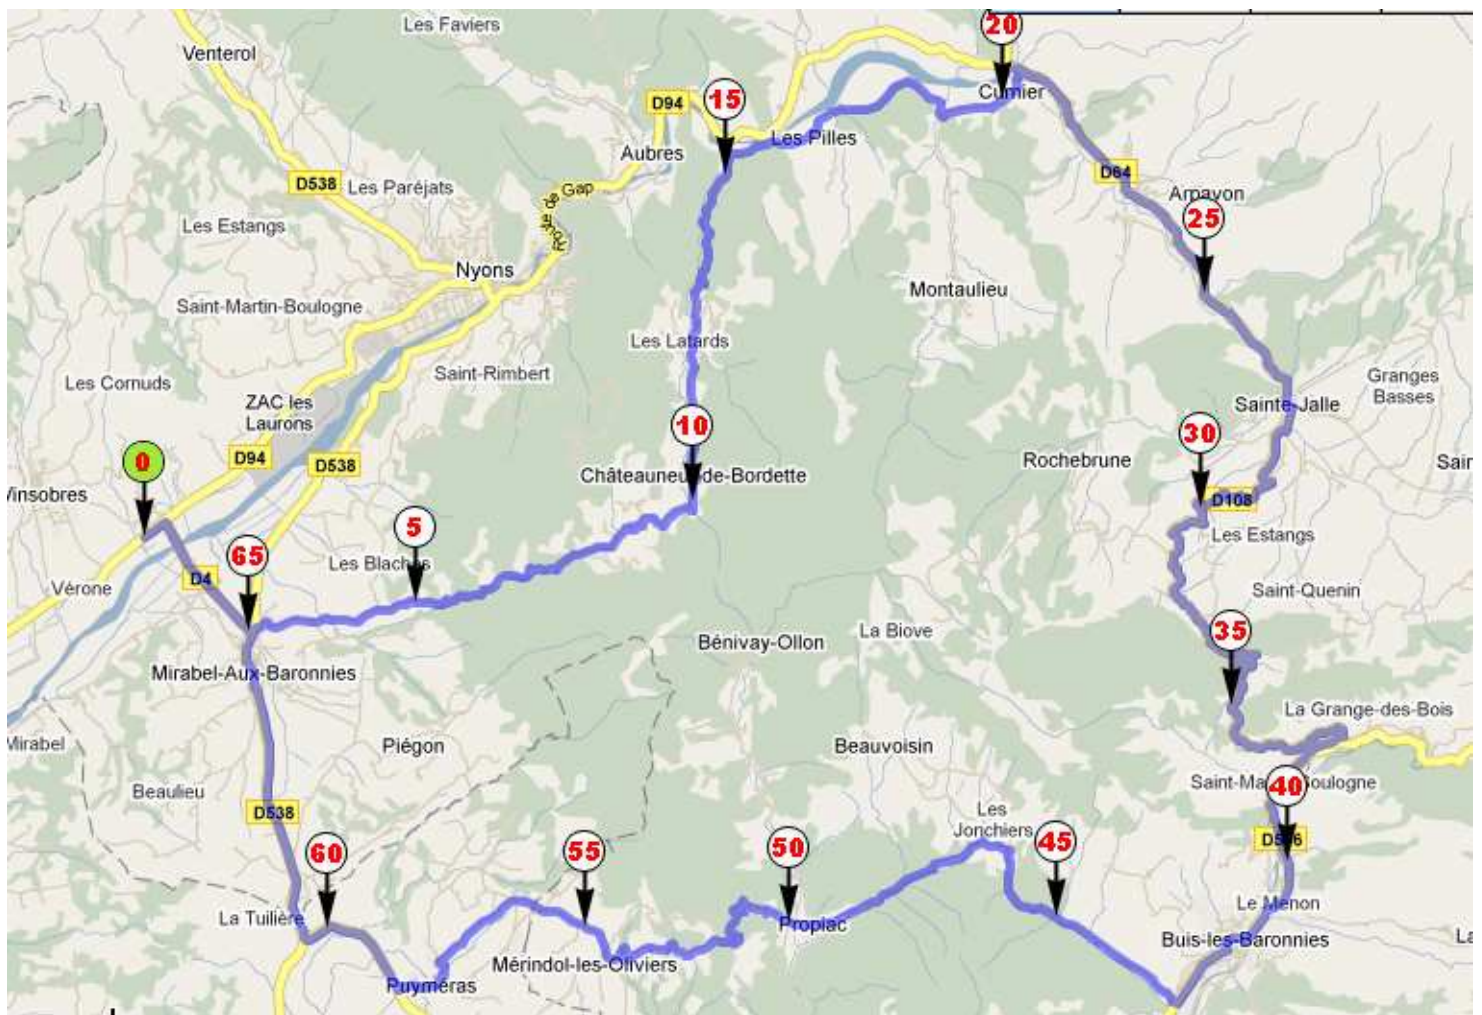 Les Faviers
20
Venterol
Curnier
D94
15
Les Pilles
Aubres
D64
D538
Les Paréjats
Route de Gap
Arpavon
25
Les Estangs
Nyons
Montaulieu
Saint-Martin-Boulogne
Les Latards
Les Cornuds
Saint-Rimbert
Granges
Basses
ZAC les
Laurons
Sainte-Jalle
10
30
0
D94
D538
Rochebrune
Châteauneuf-de-Bordette
Vinsobres
D108
5
Les Estangs
65
Les Blaches
D4
Vérone
Saint-Quenin
La Biove
35
Bénivay-Ollon
Mirabel-Aux-Baronnies
La Grange-des-Bois
Mirabel
Piégon
Beauvoisin
Beaulieu
40
D538
Les
Jonchiers
45
60
55
50
Le Menon
La Tuilière
Propiac
Buis-les-Baronnies
Mérindol-les-Oliviers
Puyméras